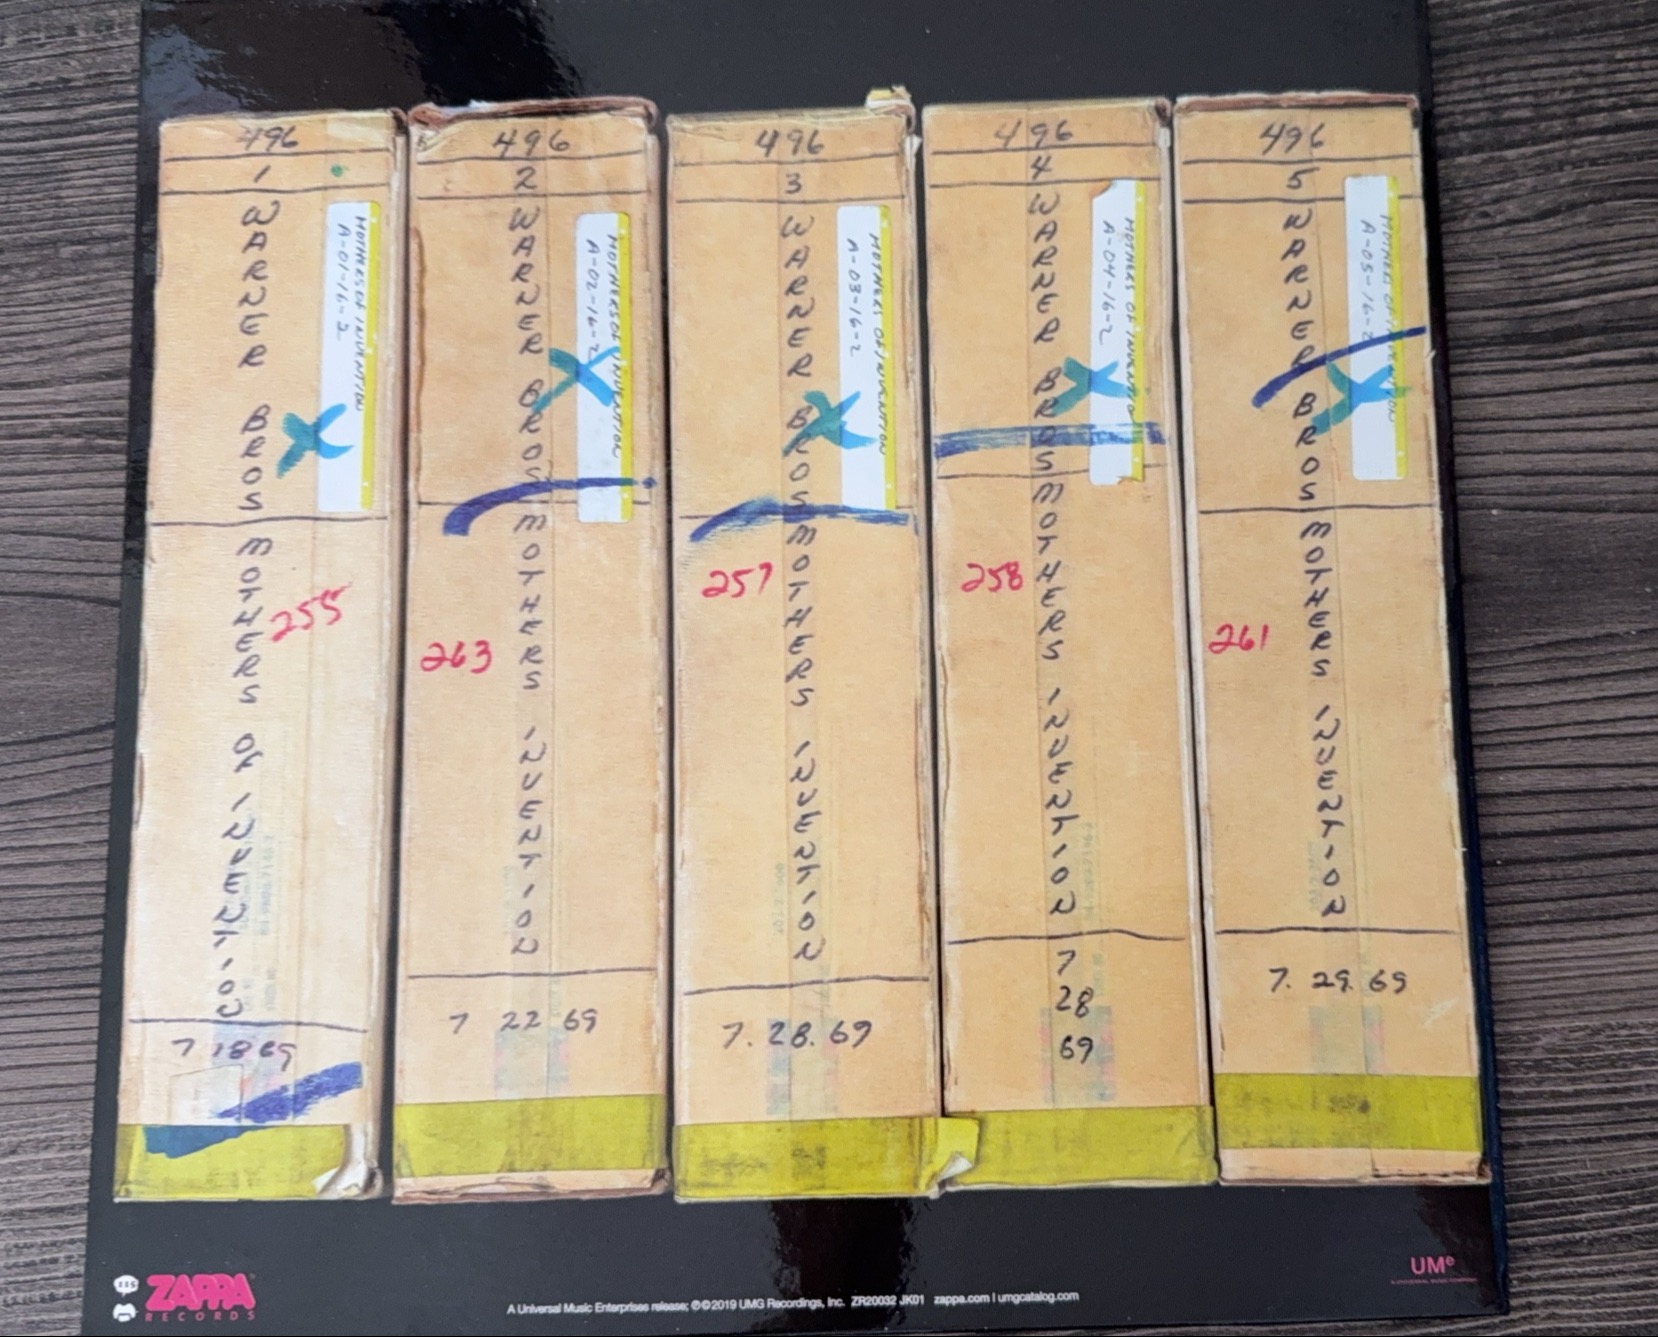 496
1
WARNER BROS
MOTHERS OF INVENTION
A-01-16-2
MOTHERS OF INVENTION
255
7 18 69
496
2
WARNER BROS
MOTHERS OF INVENTION
A-02-16-2
MOTHERS INVENTION
263
7 22 69
496
3
WARNER BROS
MOTHERS OF INVENTION
A-03-16-2
MOTHERS INVENTION
257
7. 28. 69
496
4
WARNER BROS
MOTHERS OF INVENTION
A-04-16-2
MOTHERS INVENTION
258
7
28
69
496
5
WARNER BROS
MOTHERS OF INVENTION
A-05-16-2
MOTHERS INVENTION
261
7. 29. 69
ZAPPA
RECORDS
A Universal Music Enterprises release; ℗©2019 UMG Recordings, Inc. ZR20032 JK01 zappa.com | umgcatalog.com
UMe
A UNIVERSAL MUSIC COMPANY